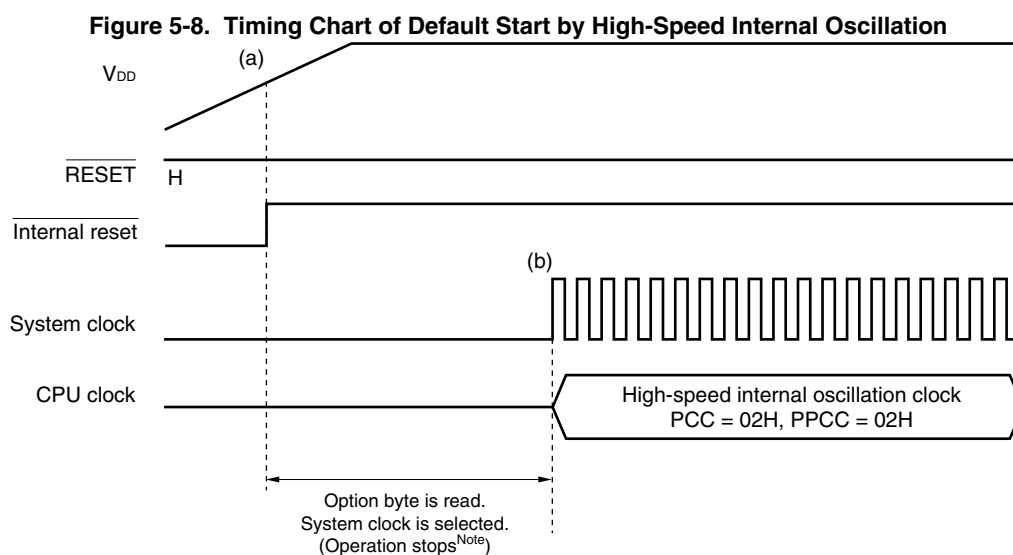 Figure 5-8. Timing Chart of Default Start by High-Speed Internal Oscillation
(a)
VDD
RESET
H
Internal reset
(b)
System clock
CPU clock
High-speed internal oscillation clock
PCC = 02H, PPCC = 02H
Option byte is read.
System clock is selected.
(Operation stopsNote)